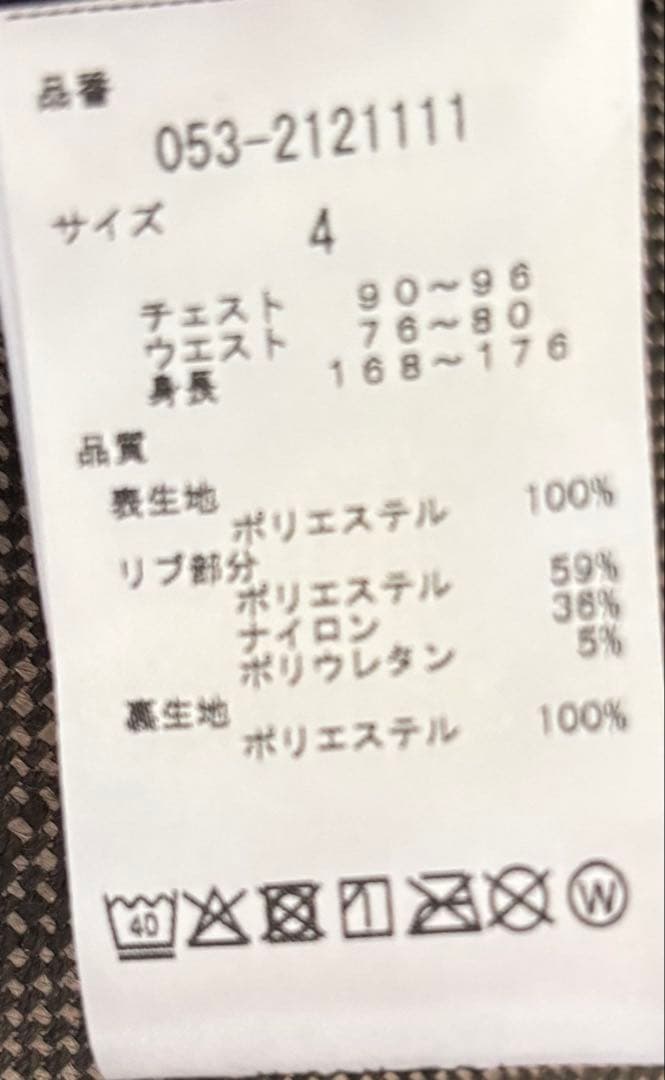 品番
053-2121111
サイズ 4
チェスト 90～96
ウエスト 76～80
身長 168～176
品質
表生地
ポリエステル 100%
リブ部分
ポリエステル 59%
ナイロン 36%
ポリウレタン 5%
裏生地
ポリエステル 100%
40 W